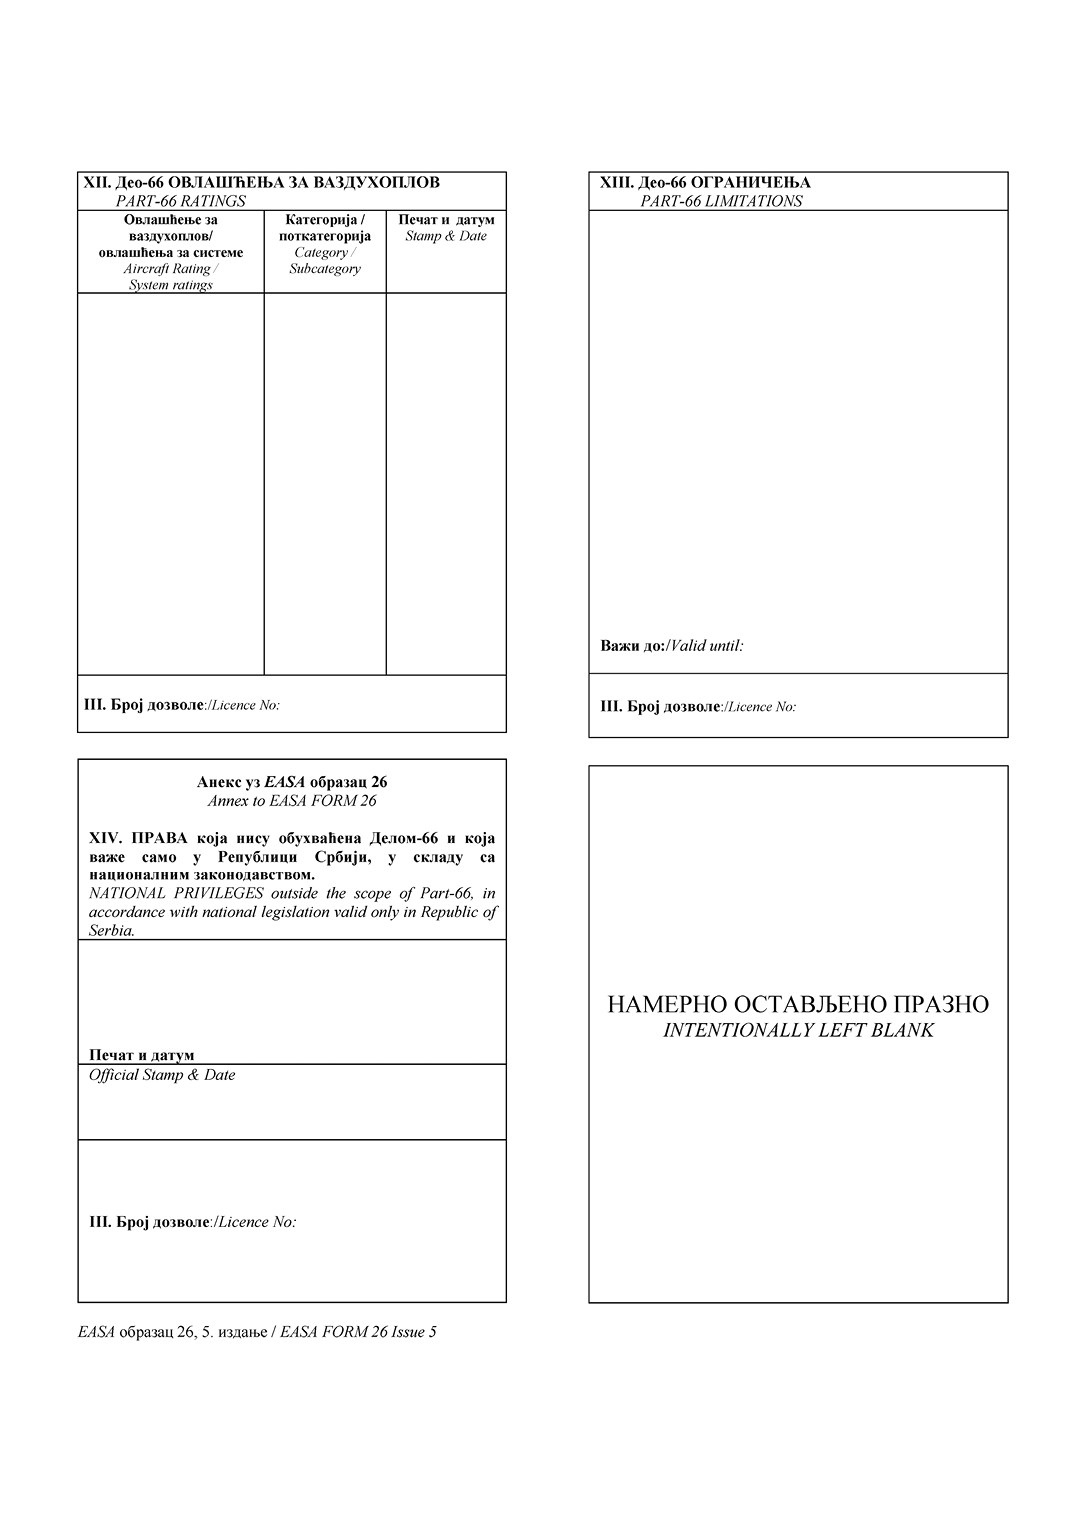 XII. Део-66 ОВЛАШЋЕЊА ЗА ВАЗДУХОПЛОВ
PART-66 RATINGS
Овлашћење за
ваздухоплов/
овлашћења за системе
Aircraft Rating /
System ratings
Категорија /
поткатегорија
Category /
Subcategory
Печат и датум
Stamp & Date
III. Број дозволе:/Licence No:
XIII. Део-66 ОГРАНИЧЕЊА
PART-66 LIMITATIONS
Важи до:/Valid until:
III. Број дозволе:/Licence No:
Анекс уз EASA образац 26
Annex to EASA FORM 26
XIV. ПРАВА која нису обухваћена Делом-66 и која
важе само у Републици Србији, у складу са
националним законодавством.
NATIONAL PRIVILEGES outside the scope of Part-66, in
accordance with national legislation valid only in Republic of
Serbia.
Печат и датум
Official Stamp & Date
III. Број дозволе:/Licence No:
НАМЕРНО ОСТАВЉЕНО ПРАЗНО
INTENTIONALLY LEFT BLANK
EASA образац 26, 5. издање / EASA FORM 26 Issue 5